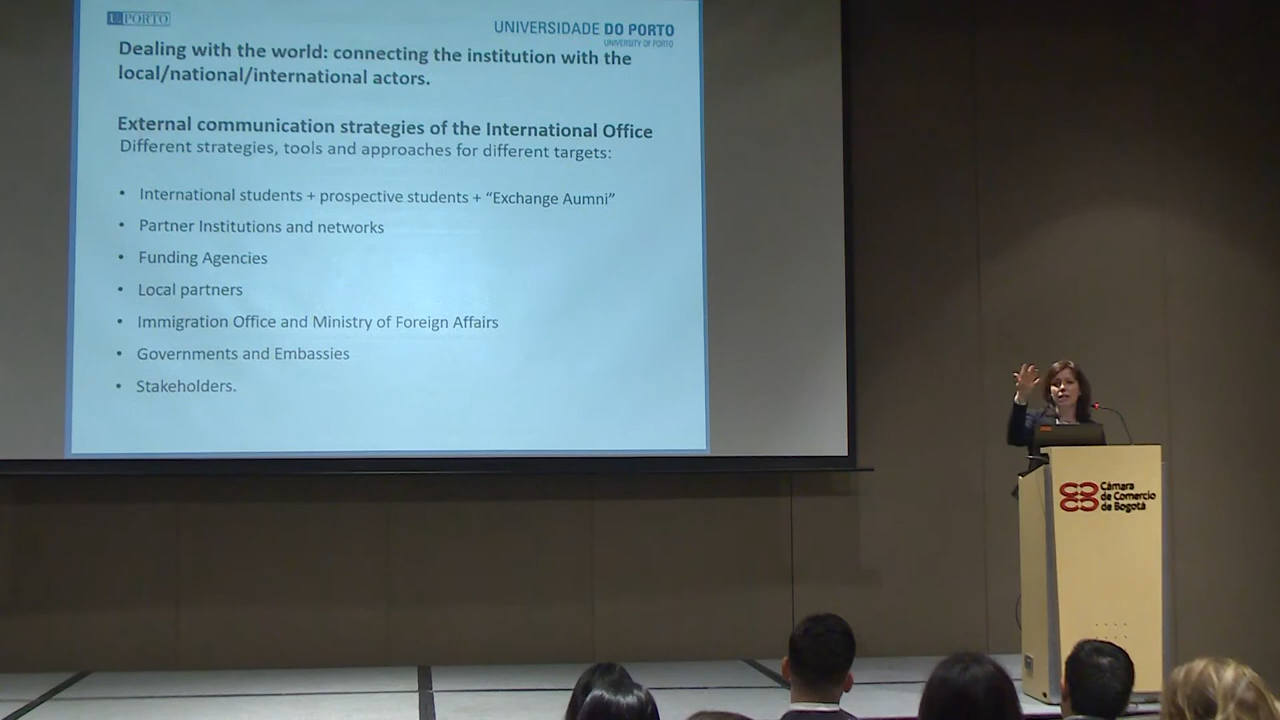 U. PORTO
UNIVERSIDADE DO PORTO
UNIVERSITY OF PORTO
Dealing with the world: connecting the institution with the
local/national/international actors.
External communication strategies of the International Office
Different strategies, tools and approaches for different targets:
• International students + prospective students + “Exchange Aumni”
• Partner Institutions and networks
• Funding Agencies
• Local partners
• Immigration Office and Ministry of Foreign Affairs
• Governments and Embassies
• Stakeholders.
Cámara
de Comercio
de Bogotá